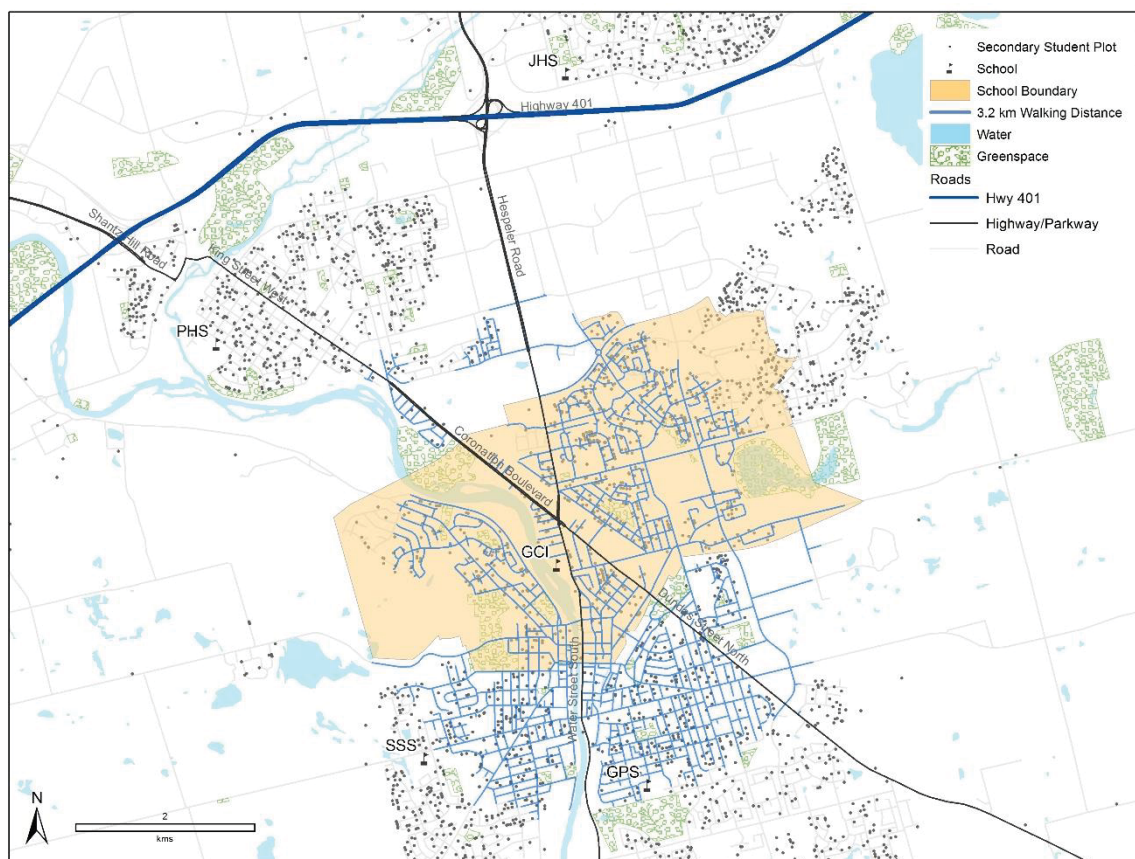 JHS
Highway 401
Secondary Student Plot
School
School Boundary
3.2 km Walking Distance
Water
Greenspace
Roads
Hwy 401
Highway/Parkway
Road
Shantz Hill Road
King Street West
Hespeler Road
PHS
Coronation Boulevard
GCI
Dundas Street North
Water Street South
SSS
GPS
N
2
kms